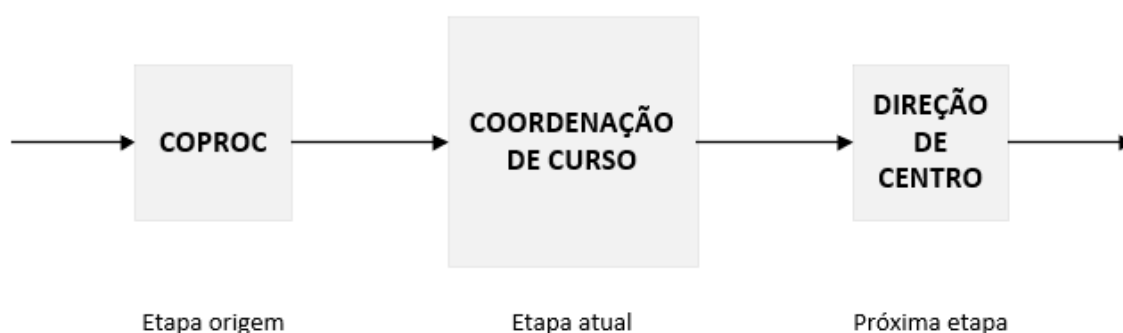 COPROC
COORDENAÇÃO
DE CURSO
DIREÇÃO
DE
CENTRO
Etapa origem
Etapa atual
Próxima etapa